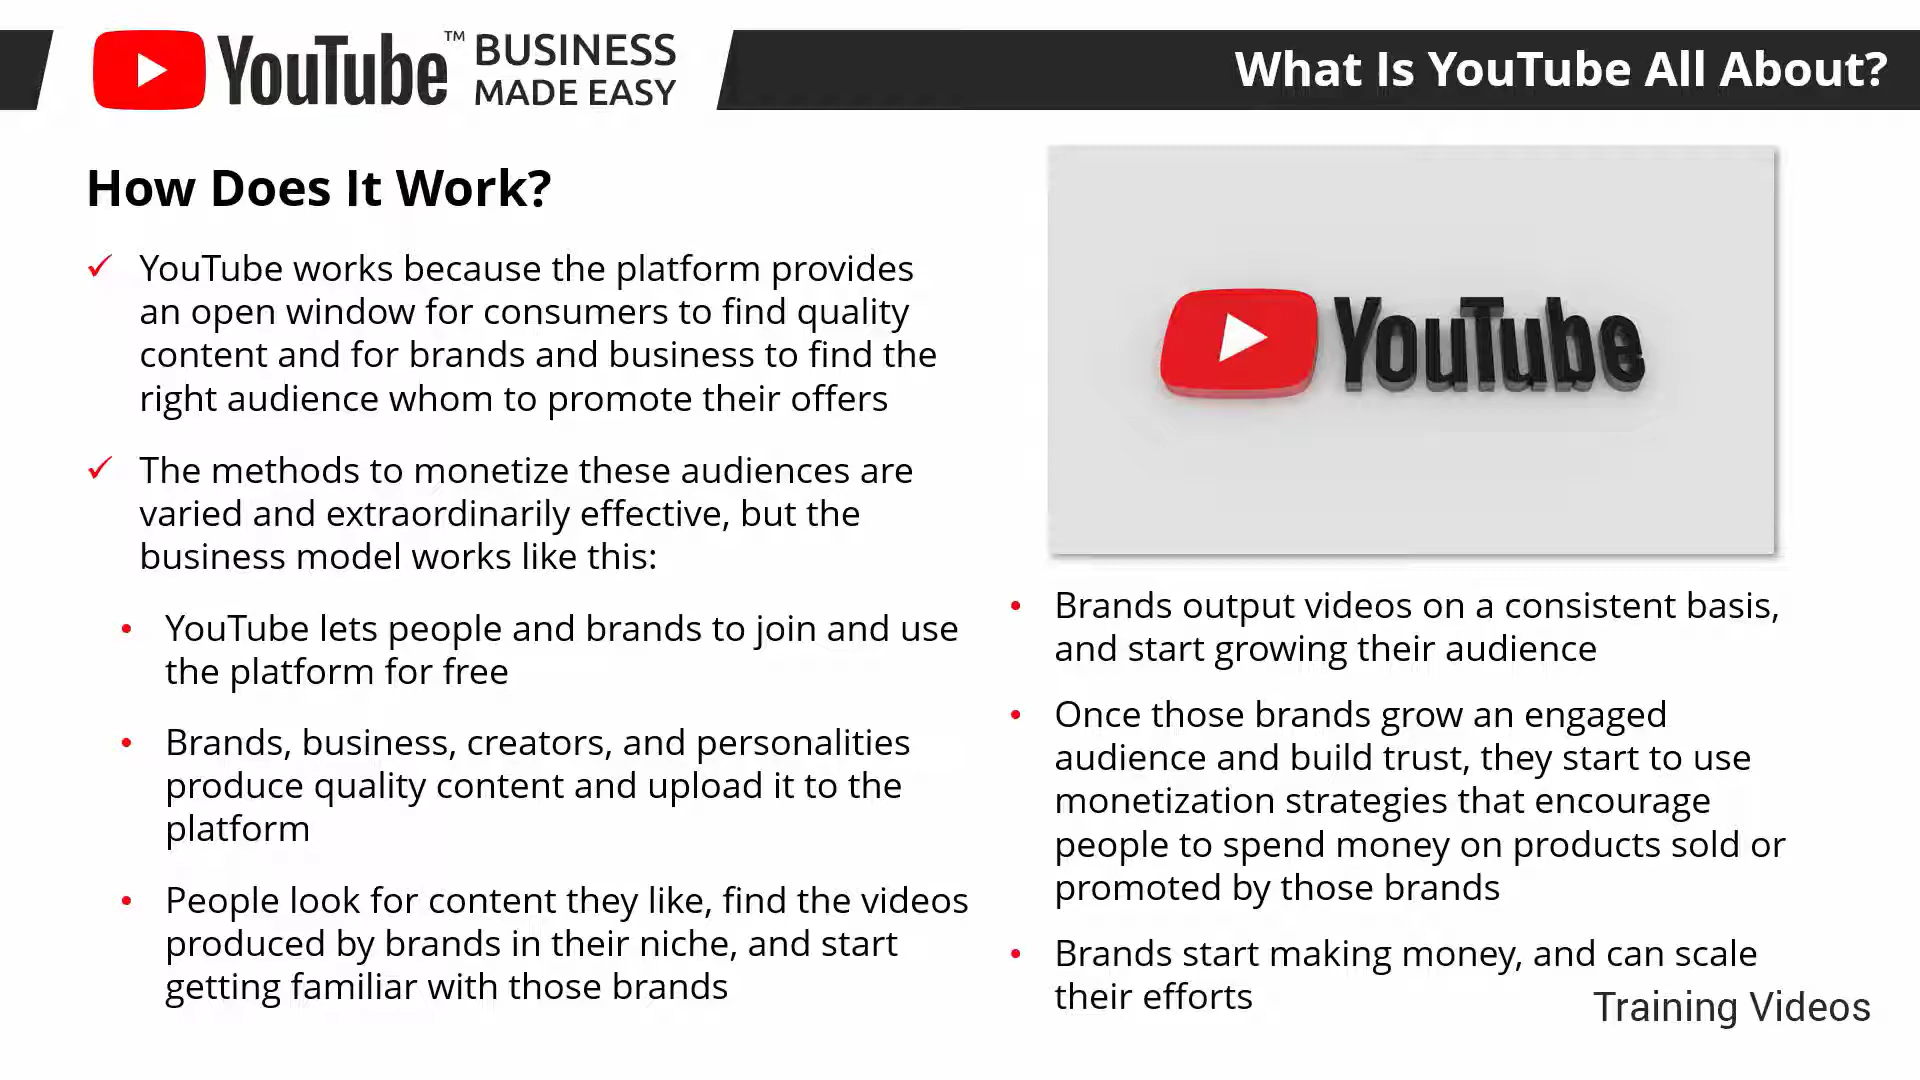 YouTube™ BUSINESS
MADE EASY
What Is YouTube All About?
How Does It Work?
YouTube works because the platform provides
an open window for consumers to find quality
content and for brands and business to find the
right audience whom to promote their offers
The methods to monetize these audiences are
varied and extraordinarily effective, but the
business model works like this:
• YouTube lets people and brands to join and use
the platform for free
• Brands, business, creators, and personalities
produce quality content and upload it to the
platform
• People look for content they like, find the videos
produced by brands in their niche, and start
getting familiar with those brands
YouTube
• Brands output videos on a consistent basis,
and start growing their audience
• Once those brands grow an engaged
audience and build trust, they start to use
monetization strategies that encourage
people to spend money on products sold or
promoted by those brands
• Brands start making money, and can scale
their efforts
Training Videos